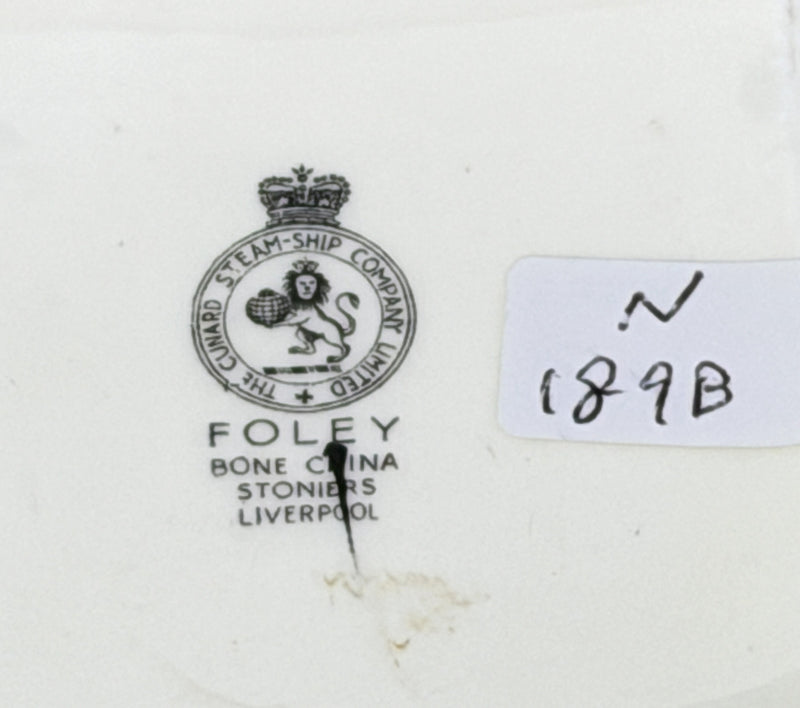 THE CUNARD STEAM-SHIP COMPANY LIMITED
FOLEY
BONE CHINA
STONIERS
LIVERPOOL
N
189B